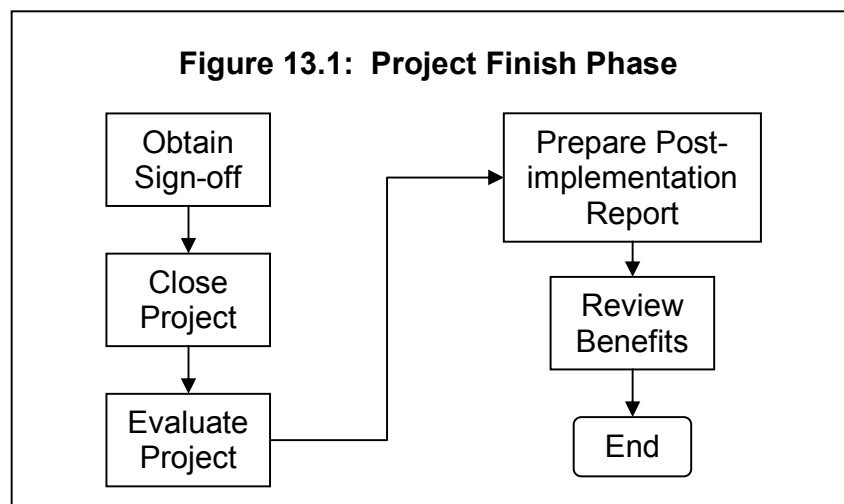 Figure 13.1:  Project Finish Phase
Obtain
Sign-off
Close
Project
Evaluate
Project
Prepare Post-
implementation
Report
Review
Benefits
End